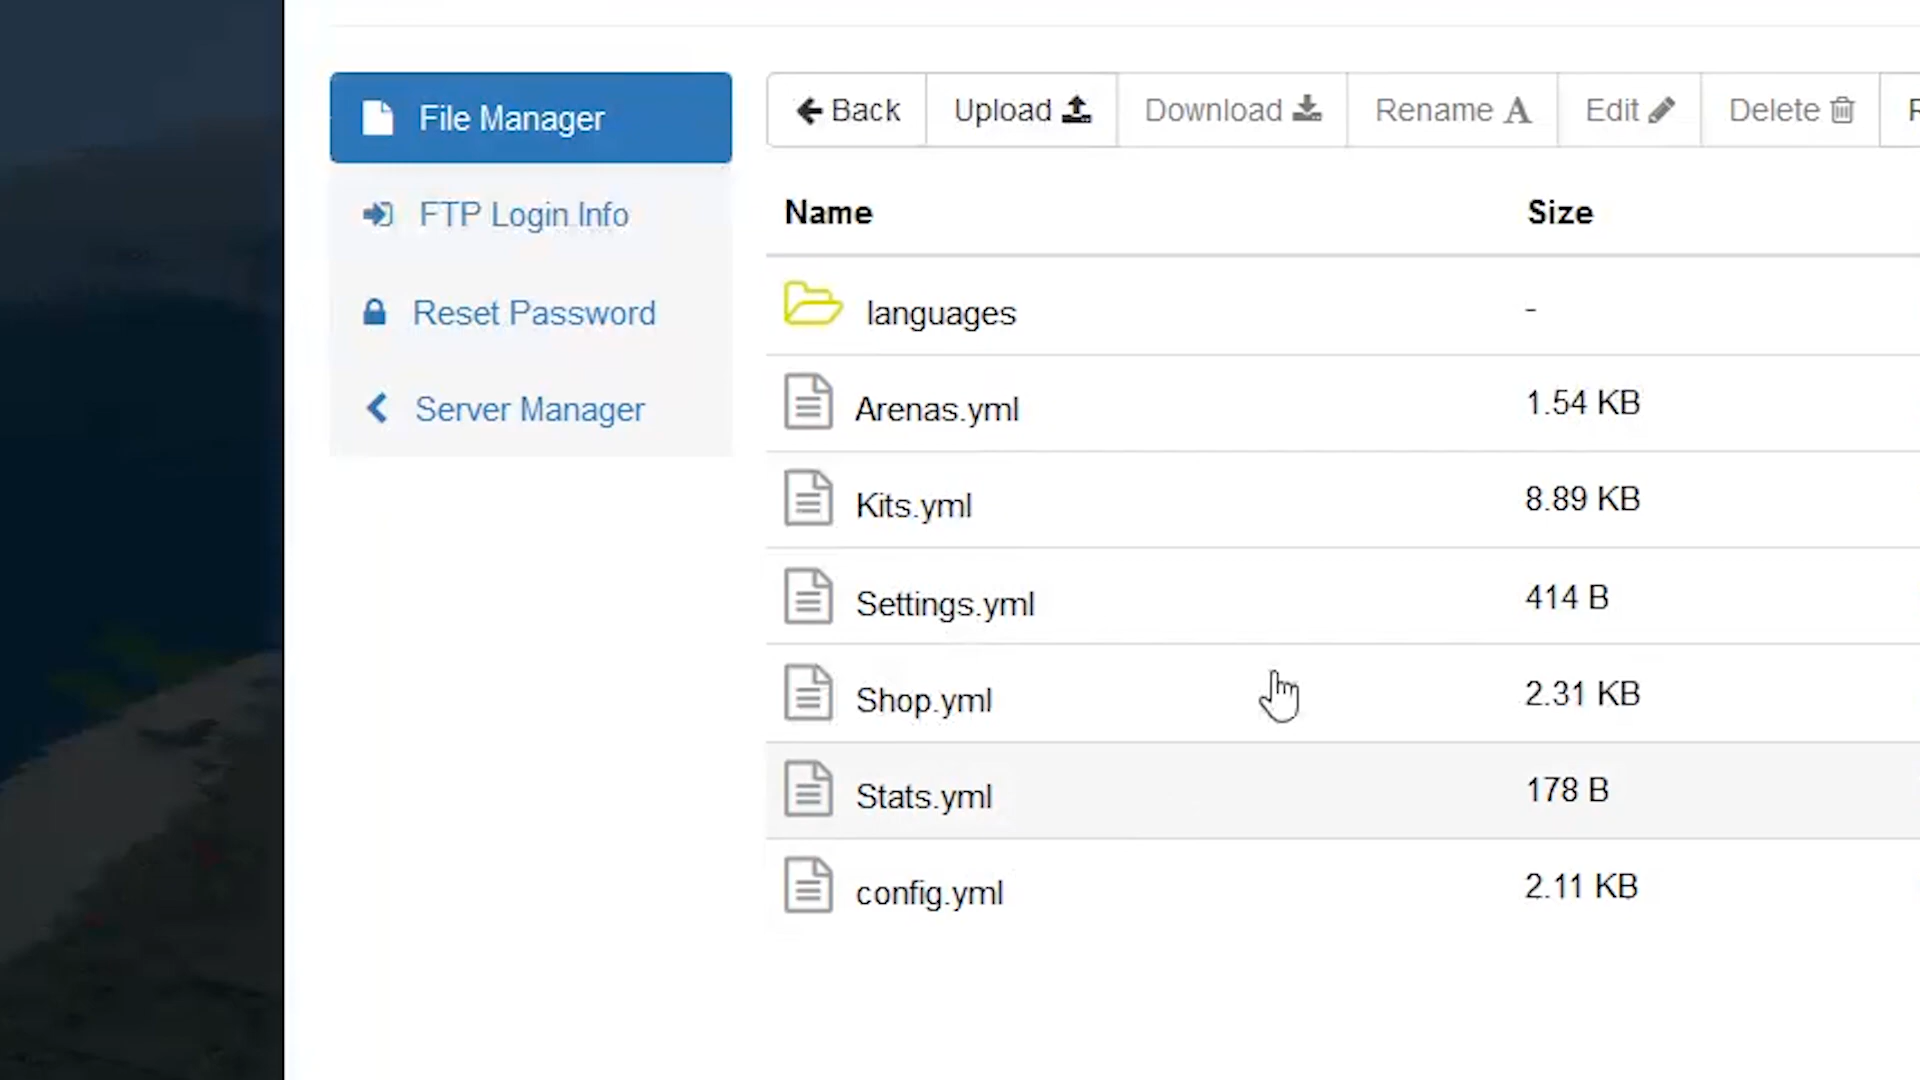 File Manager
FTP Login Info
Reset Password
Server Manager
Back Upload Download Rename Edit Delete
Name Size
languages -
Arenas.yml 1.54 KB
Kits.yml 8.89 KB
Settings.yml 414 B
Shop.yml 2.31 KB
Stats.yml 178 B
config.yml 2.11 KB